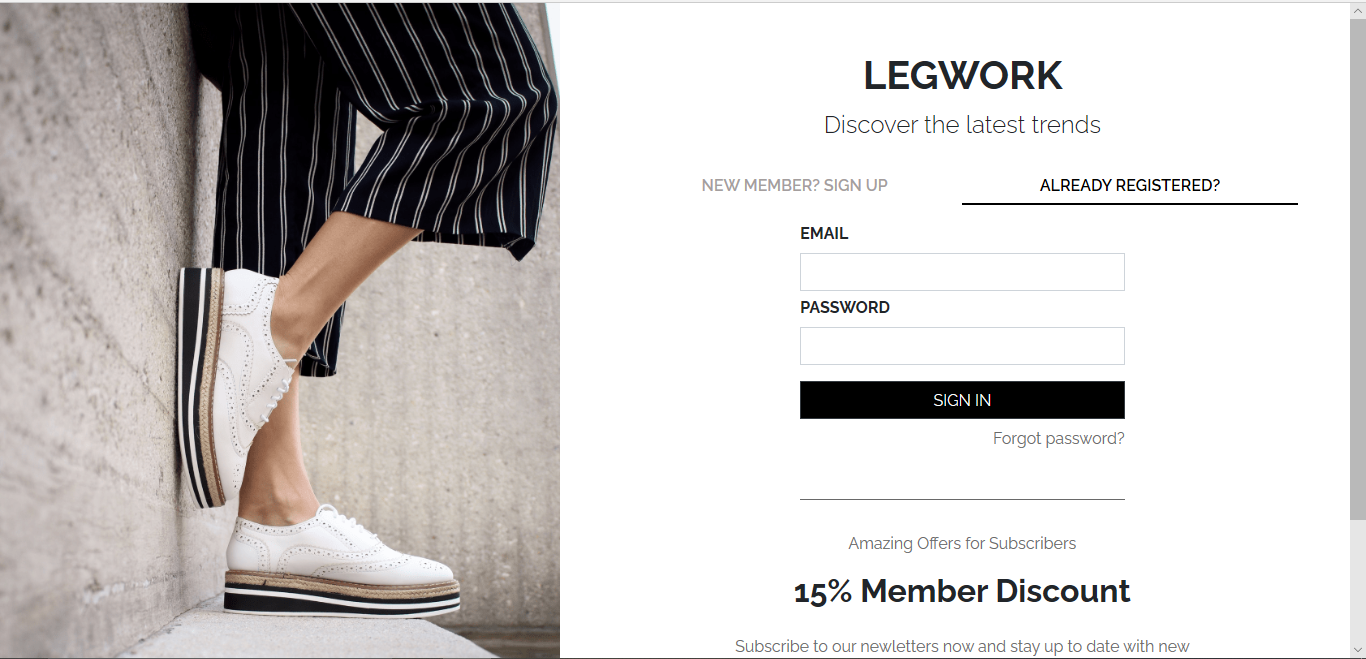 LEGWORK
Discover the latest trends
NEW MEMBER? SIGN UP
ALREADY REGISTERED?
EMAIL
PASSWORD
SIGN IN
Forgot password?
Amazing Offers for Subscribers
15% Member Discount
Subscribe to our newletters now and stay up to date with new